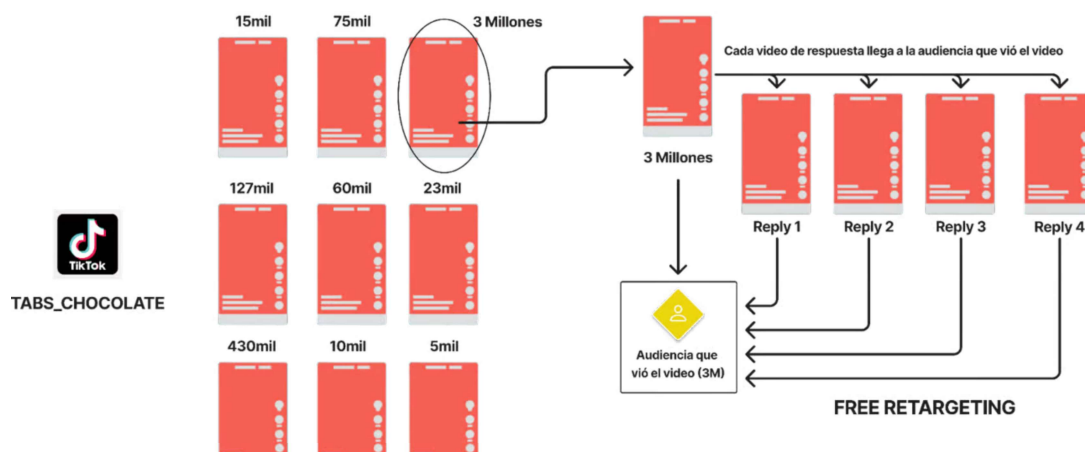 15mil
75mil
3 Millones
Cada video de respuesta llega a la audiencia que vió el video
3 Millones
127mil
60mil
23mil
Reply 1
Reply 2
Reply 3
Reply 4
TikTok
TABS_CHOCOLATE
430mil
10mil
5mil
Audiencia que
vió el video (3M)
FREE RETARGETING